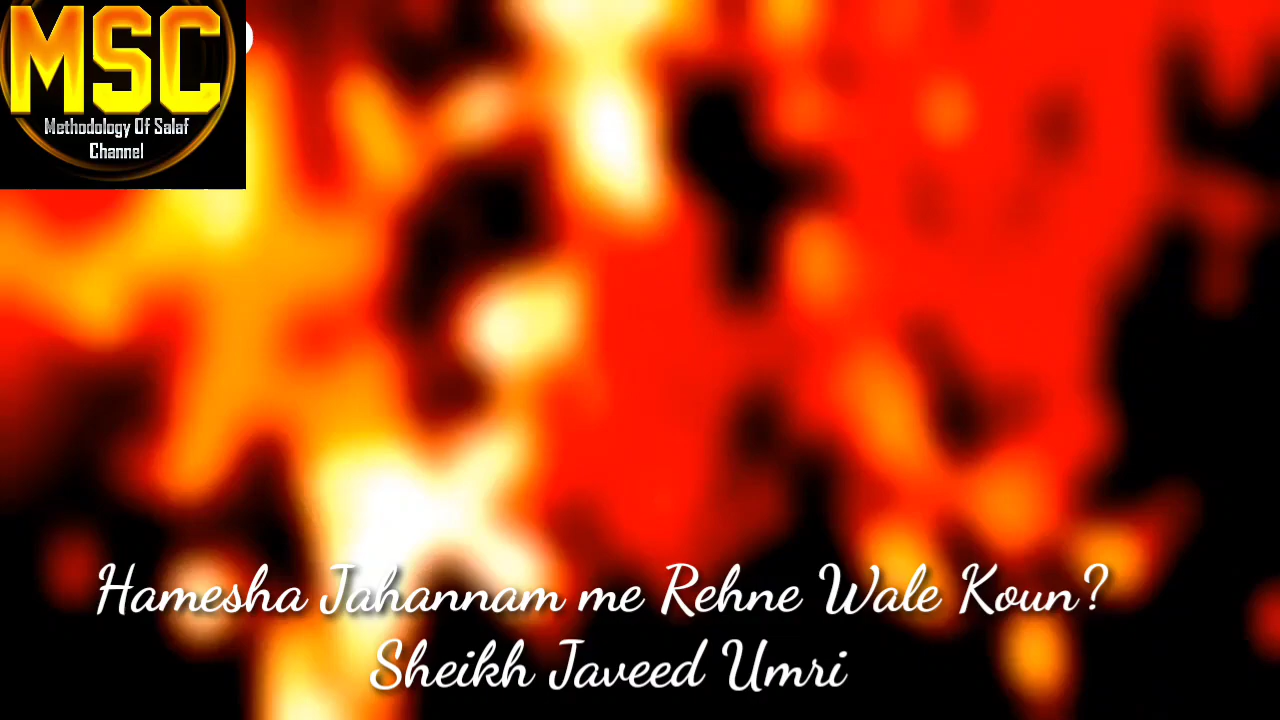 MSC
Methodology Of Salaf
Channel
Hamesha Jahannam me Rehne Wale Koun?
Sheikh Javeed Umri